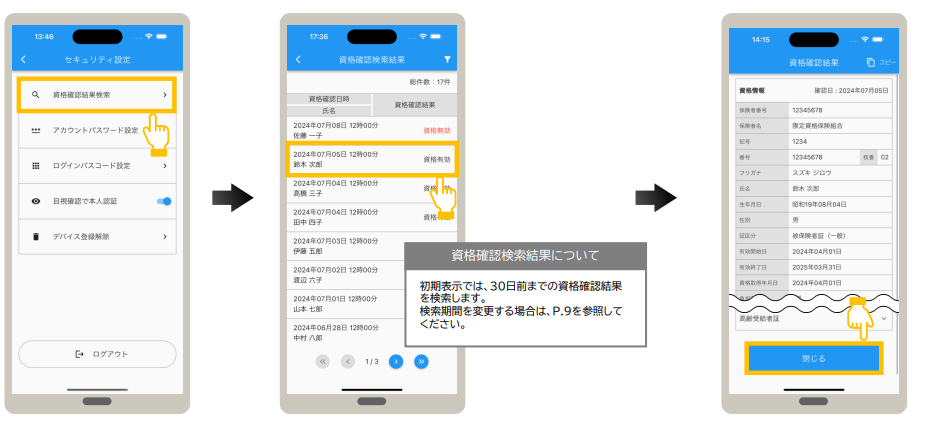 13:46
セキュリティ設定
資格確認結果検索
アカウントパスワード設定
ログインパスコード設定
目視確認で本人認証
デバイス登録解除
ログアウト
17:36
資格確認検索結果
総件数：17件
資格確認日時
氏名
資格確認結果
2024年07月08日 12時00分
佐藤 一子
資格無効
2024年07月05日 12時00分
鈴木 次郎
資格有効
2024年07月04日 12時00分
高橋 三子
2024年07月04日 12時00分
田中 四子
2024年07月03日 12時00分
伊藤 五郎
2024年07月02日 12時00分
渡辺 六子
2024年07月01日 12時00分
山本 七郎
2024年06月28日 12時00分
中村 八郎
1/3
資格確認検索結果について
初期表示では、30日前までの資格確認結果
を検索します。
検索期間を変更する場合は、P.9を参照して
ください。
14:15
資格確認結果
コピー
資格情報 確認日：2024年07月05日
保険者番号 12345678
保険者名 限定資格保険組合
記号 1234
番号 12345678 枝番 02
フリガナ スズキ ジロウ
氏名 鈴木 次郎
生年月日 昭和19年08月04日
性別 男
証区分 被保険者証（一般）
有効開始日 2024年04月01日
有効終了日 2025年03月31日
資格取得年月日 2024年04月01日
高齢受給者証
閉じる